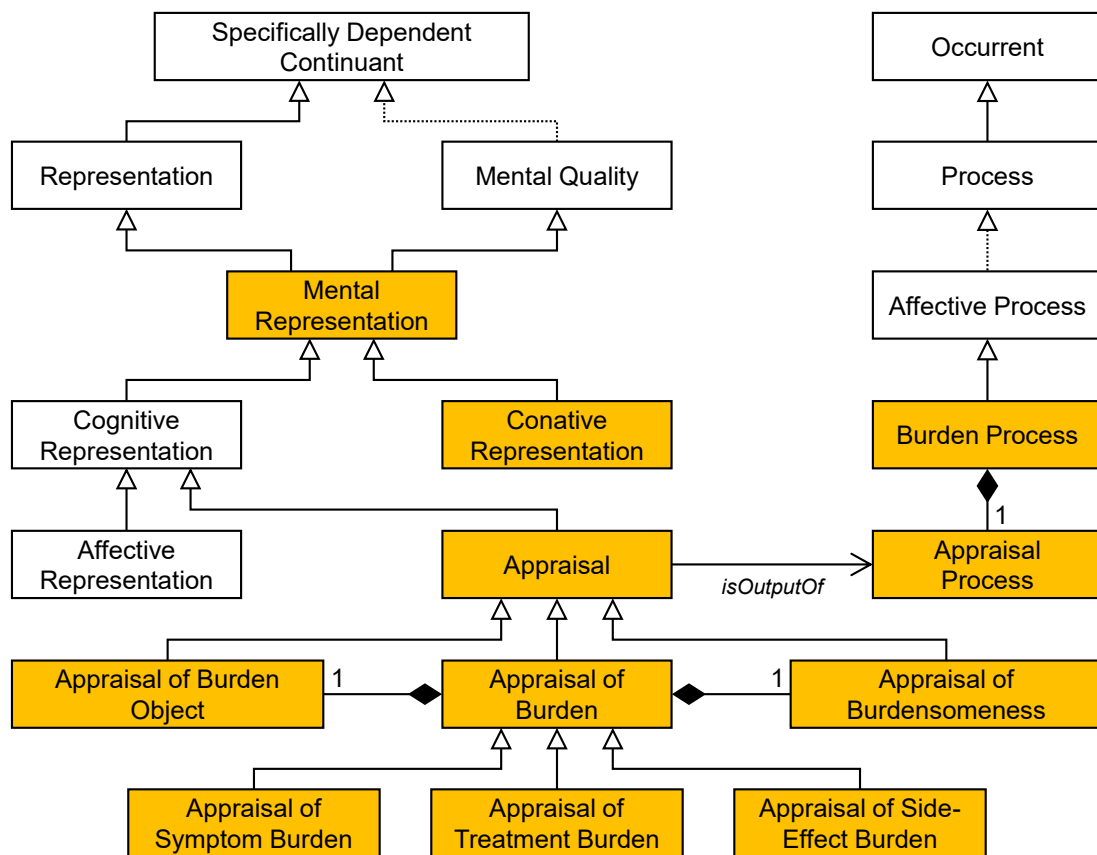 Specifically Dependent
Continuant
Occurrent
Representation
Mental Quality
Process
Mental
Representation
Affective Process
Cognitive
Representation
Conative
Representation
Burden Process
1
Affective
Representation
Appraisal
isOutputOf
Appraisal
Process
Appraisal of Burden
Object
1
Appraisal of
Burden
1
Appraisal of
Burdensomeness
Appraisal of
Symptom Burden
Appraisal of
Treatment Burden
Appraisal of Side-
Effect Burden